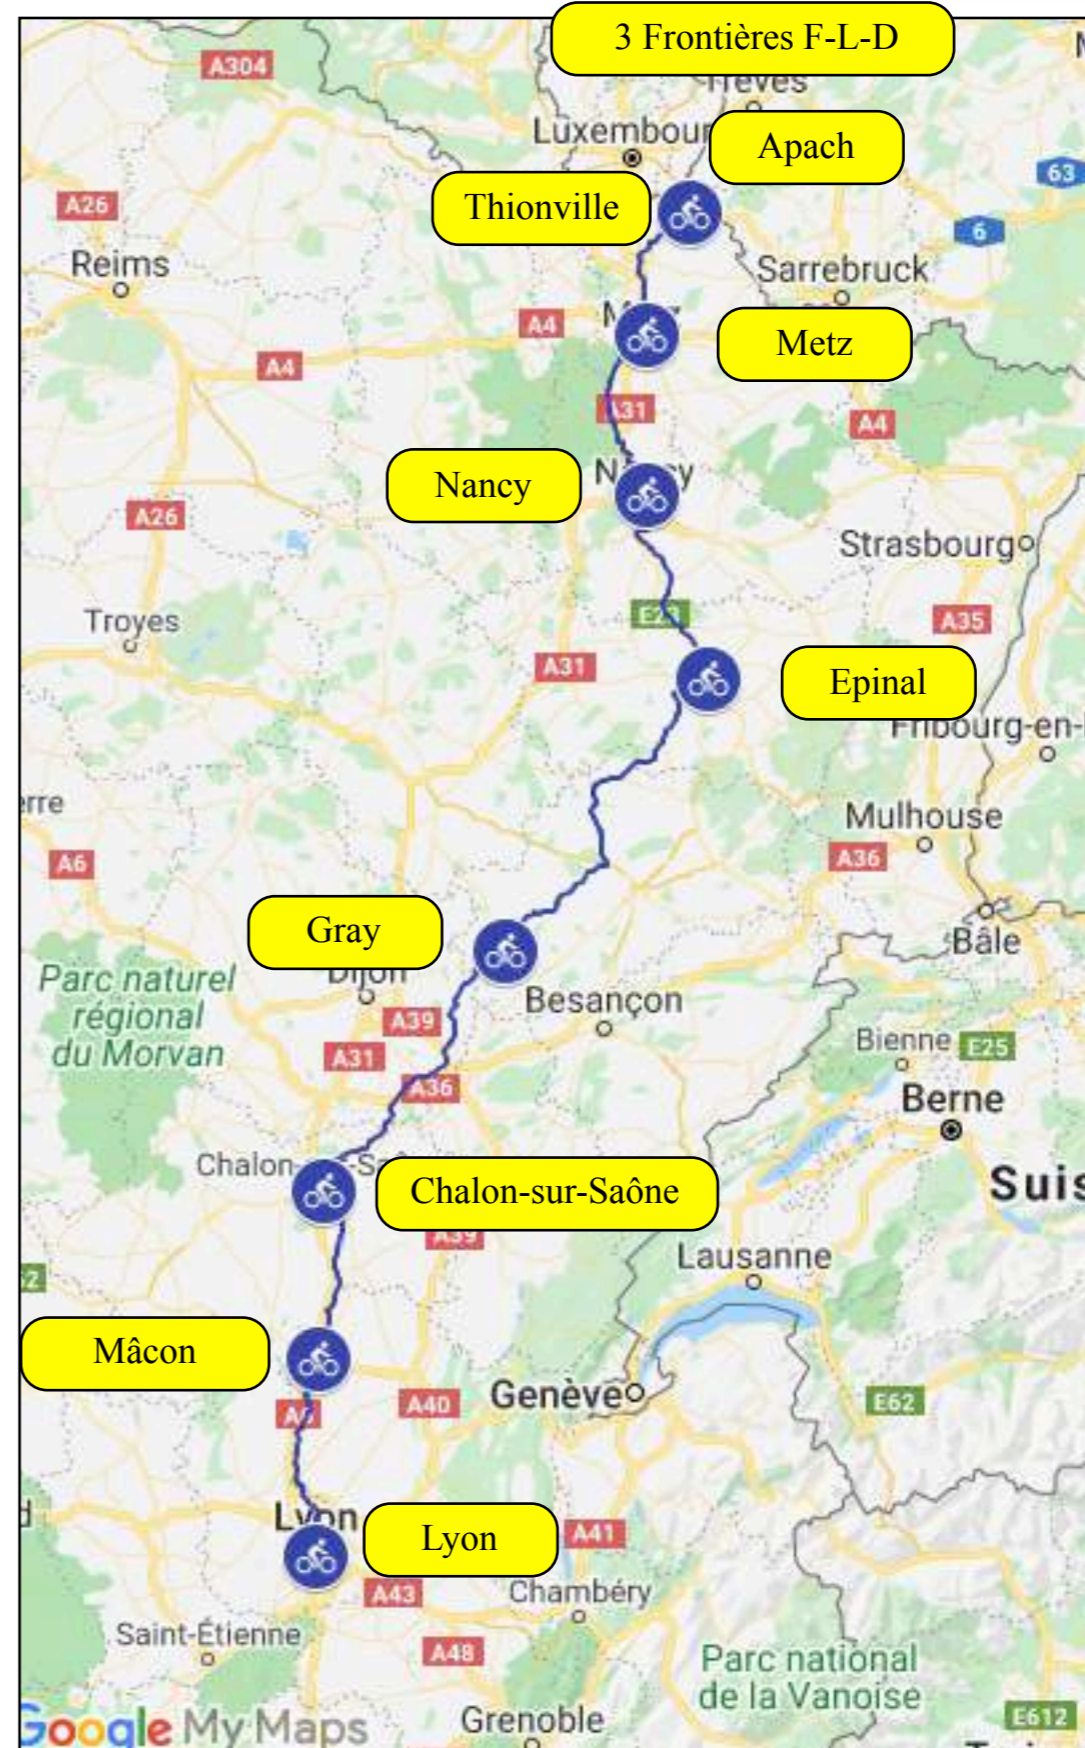 3 Frontières F-L-D
A304
Trèves
Luxembour
Apach
63
A26
Thionville
6
Reims
Sarrebruck
A4
Metz
A4
A31
A4
Nancy
A26
Strasbourg
Troyes
E23
A35
A31
Epinal
Fribourg-en-
erre
Mulhouse
A6
A36
Gray
Bâle
Dijon
Parc naturel
régional
du Morvan
Besançon
A39
Bienne
E25
A31
A36
Berne
Chalon-
Chalon-sur-Saône
Suis
A39
Lausanne
Mâcon
Genève
A40
E62
A6
Lyon
Lyon
A41
A43
Chambéry
Saint-Étienne
A48
Parc national
de la Vanoise
Google My Maps
Grenoble
E612